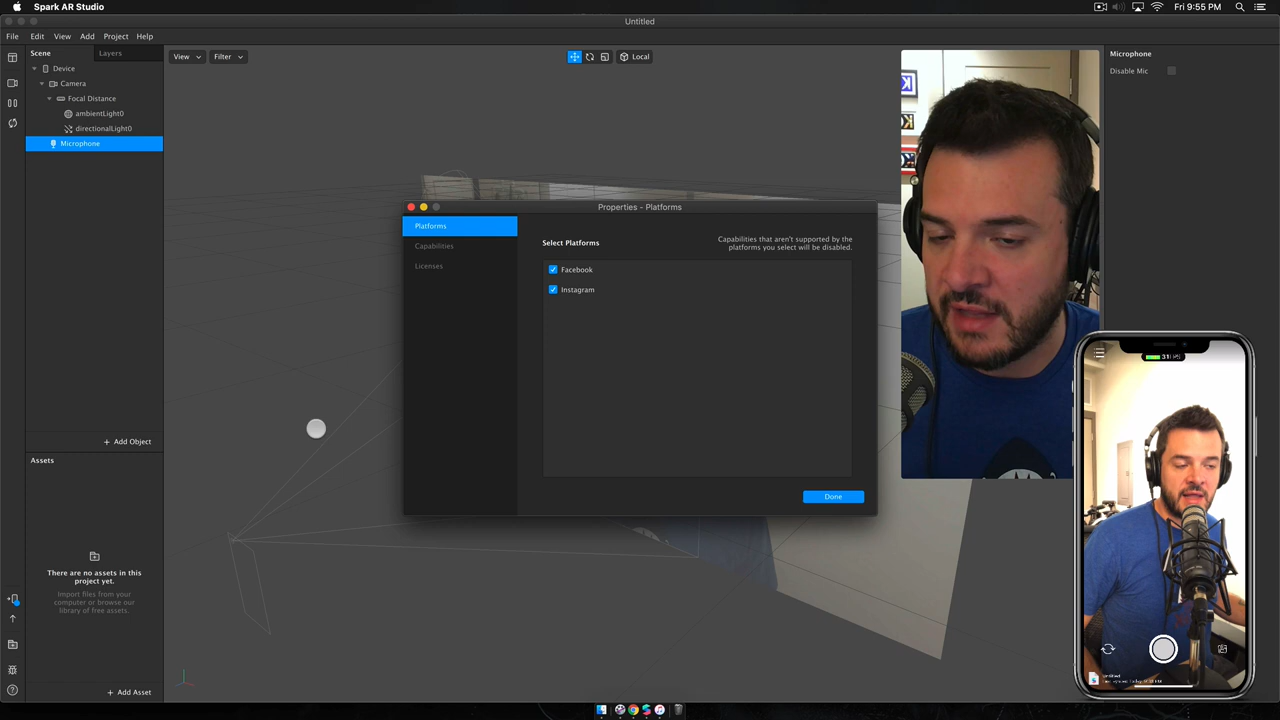 Spark AR Studio
Fri 9:55 PM
Untitled
File Edit View Add Project Help
Scene Layers
View Filter
Local
Microphone
Disable Mic
Device
Camera
Focal Distance
ambientLight0
directionalLight0
Microphone
Properties - Platforms
Platforms
Capabilities
Licenses
Select Platforms
Capabilities that aren't supported by the
platforms you select will be disabled.
Facebook
Instagram
Done
+ Add Object
Assets
There are no assets in this
project yet.
Import files from your
computer or browse our
library of free assets.
+ Add Asset
31
Untitled